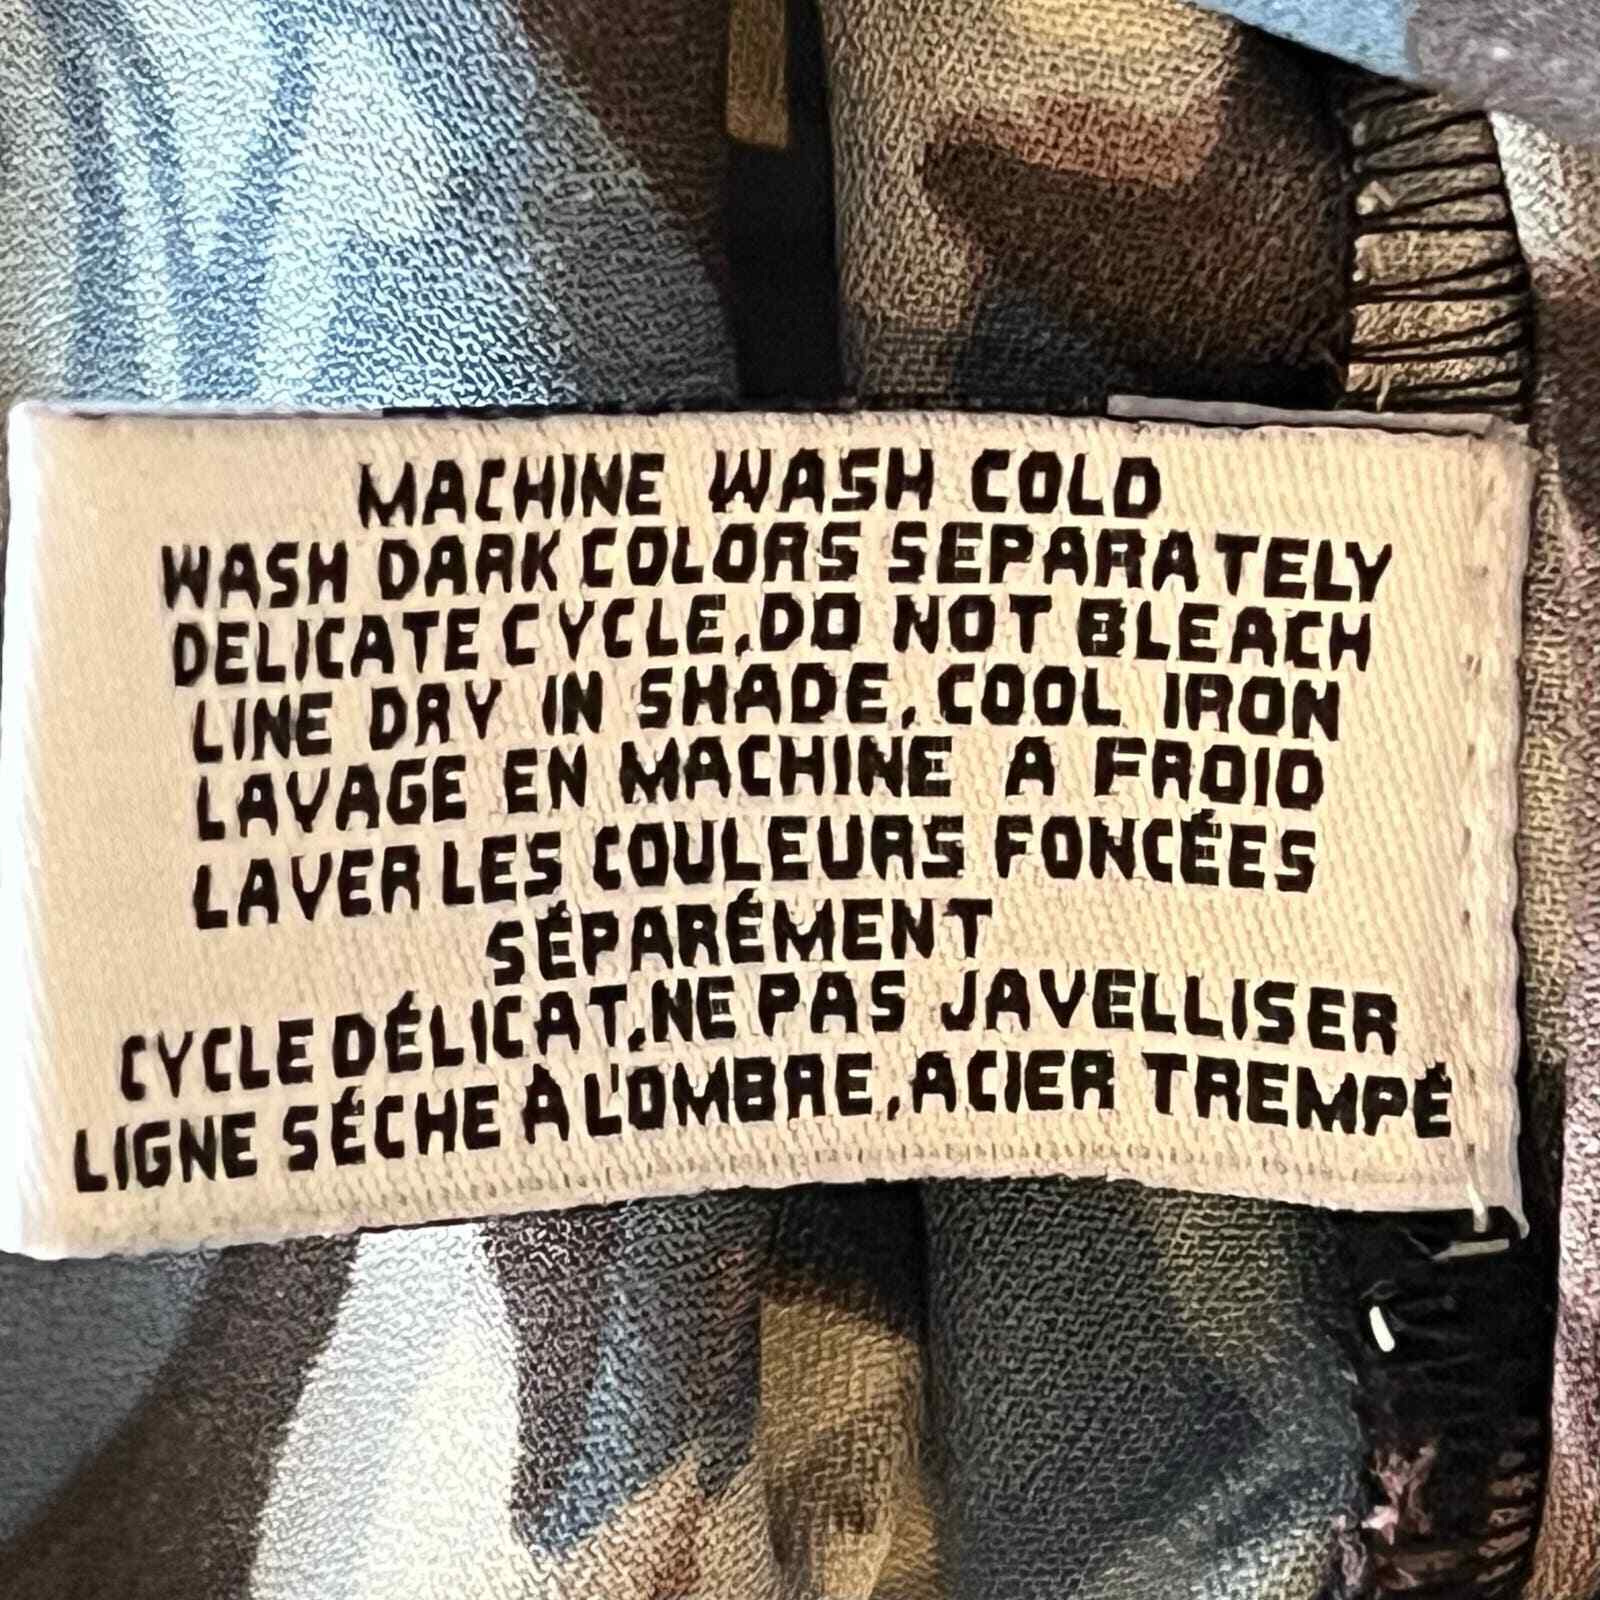 MACHINE WASH COLD
WASH DARK COLORS SEPARATELY
DELICATE CYCLE, DO NOT BLEACH
LINE DRY IN SHADE, COOL IRON
LAVAGE EN MACHINE A FROID
LAVER LES COULEURS FONCÉES
SÉPARÉMENT
CYCLE DÉLICAT, NE PAS JAVELLISER
LIGNE SÉCHE À L'OMBRE, ACIER TREMPÉ